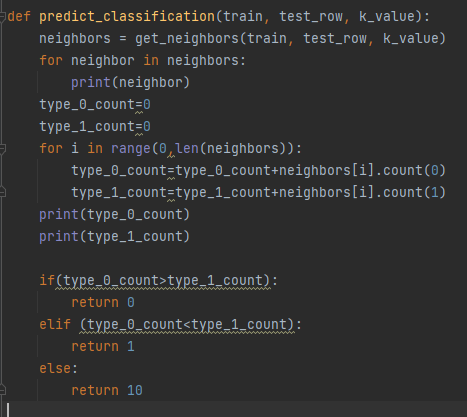 def predict_classification(train, test_row, k_value):
    neighbors = get_neighbors(train, test_row, k_value)
    for neighbor in neighbors:
        print(neighbor)
    type_0_count=0
    type_1_count=0
    for i in range(0,len(neighbors)):
        type_0_count=type_0_count+neighbors[i].count(0)
        type_1_count=type_1_count+neighbors[i].count(1)
    print(type_0_count)
    print(type_1_count)

    if(type_0_count>type_1_count):
        return 0
    elif (type_0_count<type_1_count):
        return 1
    else:
        return 10